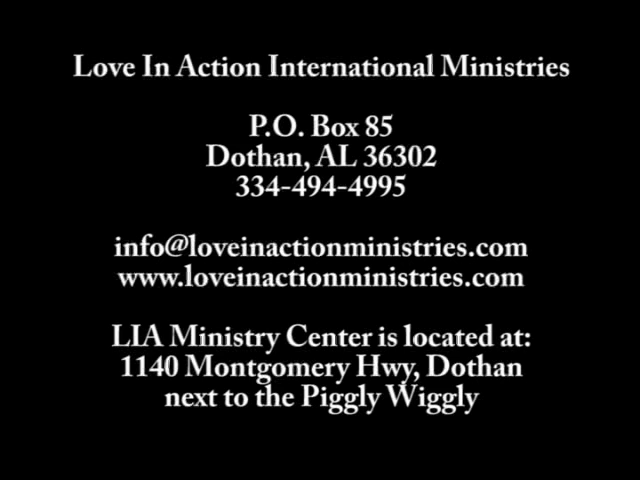 Love In Action International Ministries
P.O. Box 85
Dothan, AL 36302
334-494-4995
info@loveinactionministries.com
www.loveinactionministries.com
LIA Ministry Center is located at:
1140 Montgomery Hwy, Dothan
next to the Piggly Wiggly